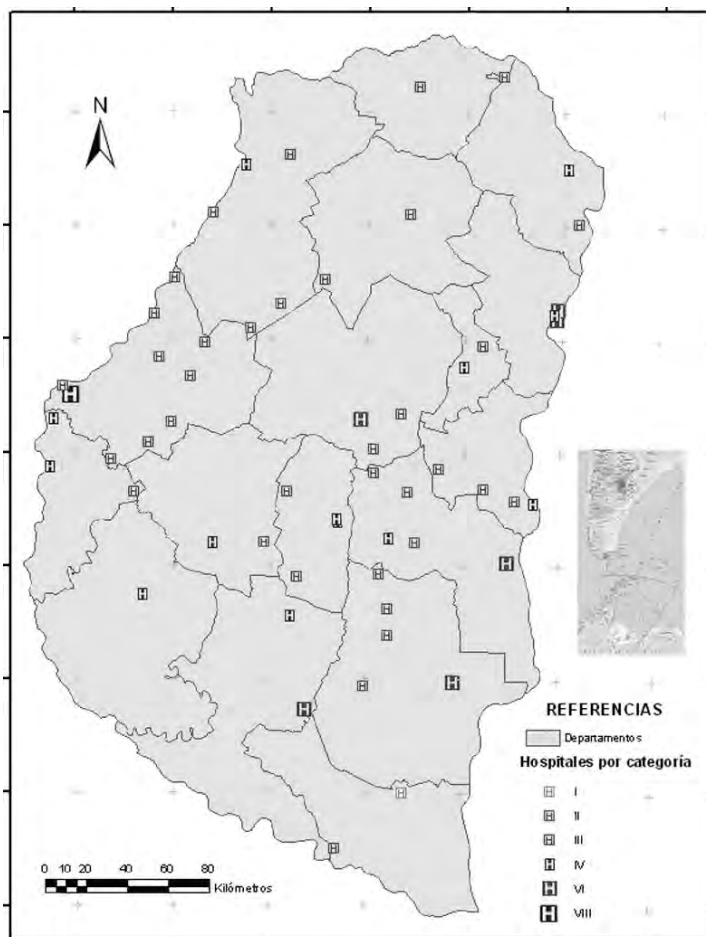 N
REFERENCIAS
Departamentos
Hospitales por categoría
I
II
III
IV
VI
VIII
0 10 20 40 60 80
Kilómetros